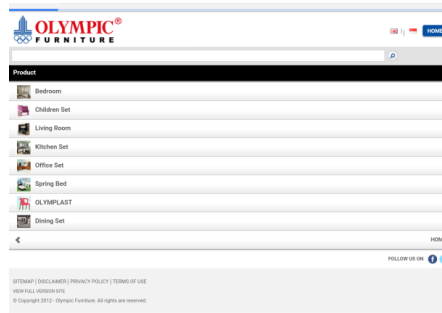 OLYMPIC®
FURNITURE
HOME
Product
Bedroom
Children Set
Living Room
Kitchen Set
Office Set
Spring Bed
OLYMPLAST
Dining Set
HOM
FOLLOW US ON
SITEMAP | DISCLAIMER | PRIVACY POLICY | TERMS OF USE
VIEW FULL VERSION SITE
© Copyright 2012 - Olympic Furniture. All rights are reserved.